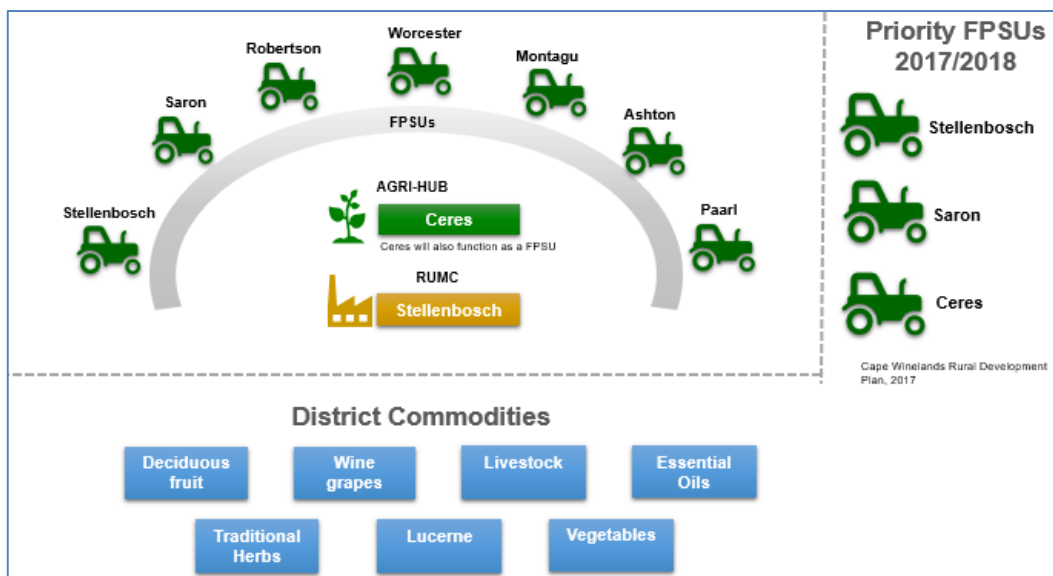 Worcester
Robertson
Montagu
Saron
FPSUs
Ashton
AGRI-HUB
Stellenbosch
Ceres
Paarl
Ceres will also function as a FPSU
RUMC
Stellenbosch
Priority FPSUs
2017/2018
Stellenbosch
Saron
Ceres
Cape Winelands Rural Development
Plan, 2017
District Commodities
Deciduous
fruit
Wine
grapes
Livestock
Essential
Oils
Traditional
Herbs
Lucerne
Vegetables